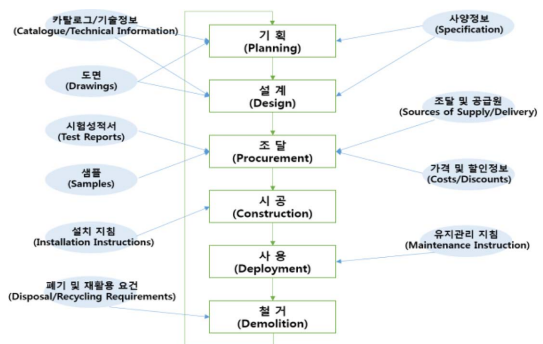 카탈로그/기술정보
(Catalogue/Technical Information)
기 획
(Planning)
사양정보
(Specification)
도면
(Drawings)
설 계
(Design)
조달 및 공급원
(Sources of Supply/Delivery)
시험성적서
(Test Reports)
조 달
(Procurement)
샘플
(Samples)
가격 및 할인정보
(Costs/Discounts)
시 공
(Construction)
설치 지침
(Installation Instructions)
유지관리 지침
(Maintenance Instruction)
사 용
(Deployment)
폐기 및 재활용 요건
(Disposal/Recycling Requirements)
철 거
(Demolition)